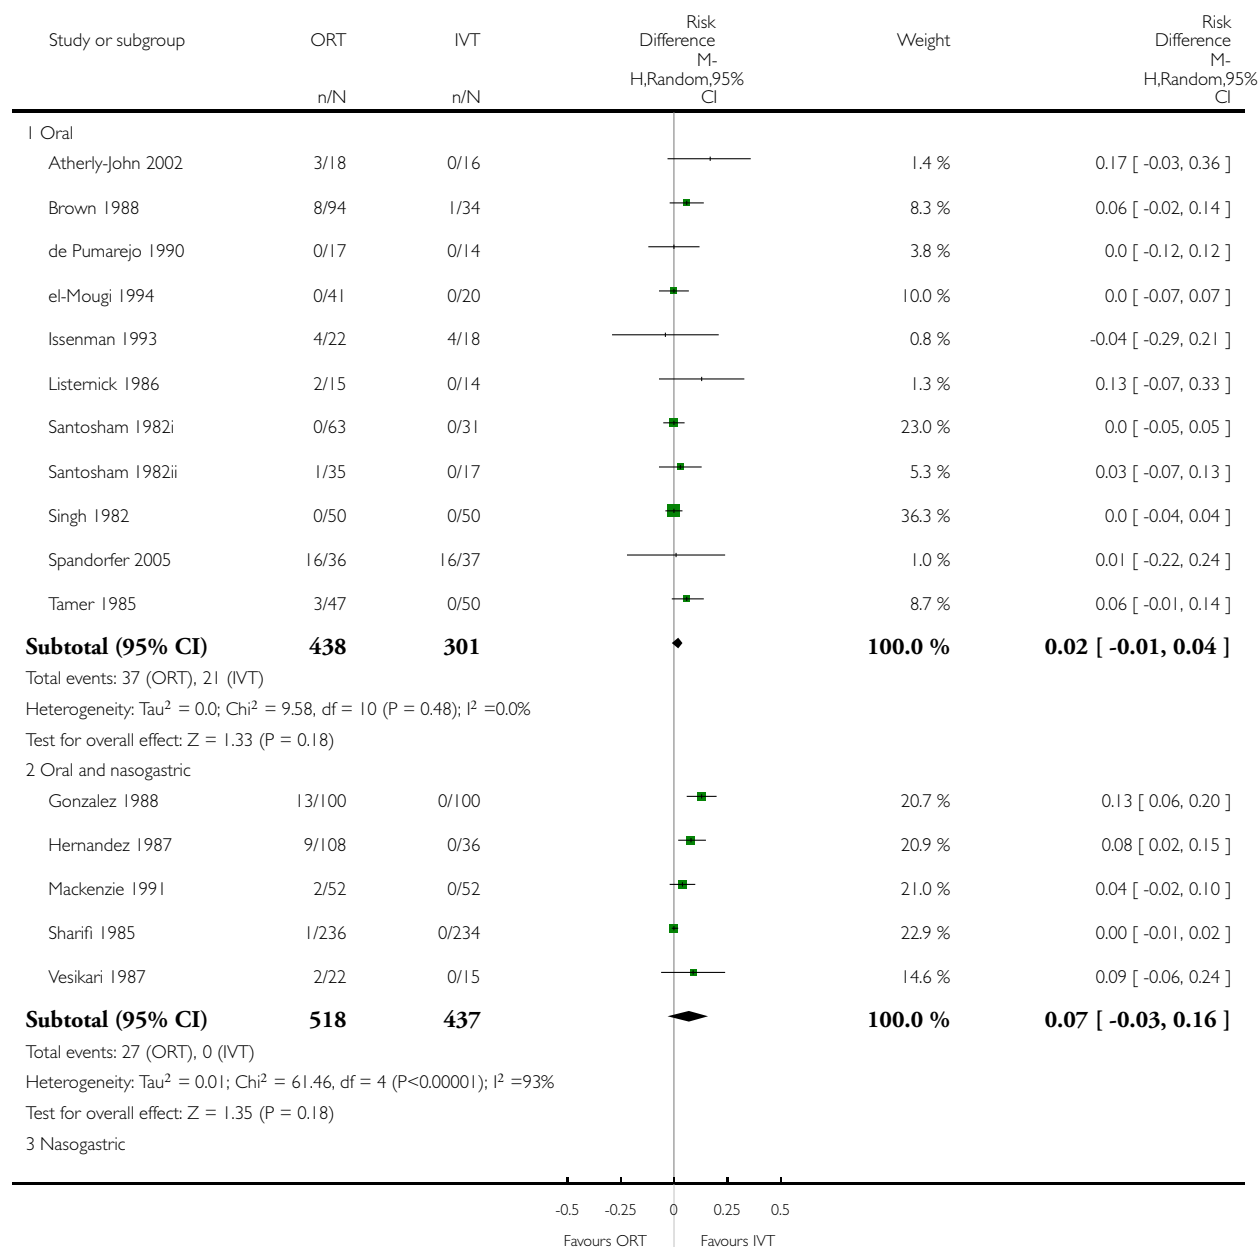 Study or subgroup ORT IVT Risk Difference Weight Risk Difference
M-H,Random,95% CI M-H,Random,95% CI
n/N n/N
1 Oral
Atherly-John 2002 3/18 0/16 1.4 % 0.17 [ -0.03, 0.36 ]
Brown 1988 8/94 1/34 8.3 % 0.06 [ -0.02, 0.14 ]
de Pumarejo 1990 0/17 0/14 3.8 % 0.0 [ -0.12, 0.12 ]
el-Mougi 1994 0/41 0/20 10.0 % 0.0 [ -0.07, 0.07 ]
Issenman 1993 4/22 4/18 0.8 % -0.04 [ -0.29, 0.21 ]
Listernick 1986 2/15 0/14 1.3 % 0.13 [ -0.07, 0.33 ]
Santosham 1982i 0/63 0/31 23.0 % 0.0 [ -0.05, 0.05 ]
Santosham 1982ii 1/35 0/17 5.3 % 0.03 [ -0.07, 0.13 ]
Singh 1982 0/50 0/50 36.3 % 0.0 [ -0.04, 0.04 ]
Spandorfer 2005 16/36 16/37 1.0 % 0.01 [ -0.22, 0.24 ]
Tamer 1985 3/47 0/50 8.7 % 0.06 [ -0.01, 0.14 ]
Subtotal (95% CI) 438 301 100.0 % 0.02 [ -0.01, 0.04 ]
Total events: 37 (ORT), 21 (IVT)
Heterogeneity: Tau² = 0.0; Chi² = 9.58, df = 10 (P = 0.48); I² =0.0%
Test for overall effect: Z = 1.33 (P = 0.18)
2 Oral and nasogastric
Gonzalez 1988 13/100 0/100 20.7 % 0.13 [ 0.06, 0.20 ]
Hernandez 1987 9/108 0/36 20.9 % 0.08 [ 0.02, 0.15 ]
Mackenzie 1991 2/52 0/52 21.0 % 0.04 [ -0.02, 0.10 ]
Sharifi 1985 1/236 0/234 22.9 % 0.00 [ -0.01, 0.02 ]
Vesikari 1987 2/22 0/15 14.6 % 0.09 [ -0.06, 0.24 ]
Subtotal (95% CI) 518 437 100.0 % 0.07 [ -0.03, 0.16 ]
Total events: 27 (ORT), 0 (IVT)
Heterogeneity: Tau² = 0.01; Chi² = 61.46, df = 4 (P<0.00001); I² =93%
Test for overall effect: Z = 1.35 (P = 0.18)
3 Nasogastric
-0.5 -0.25 0 0.25 0.5
Favours ORT Favours IVT